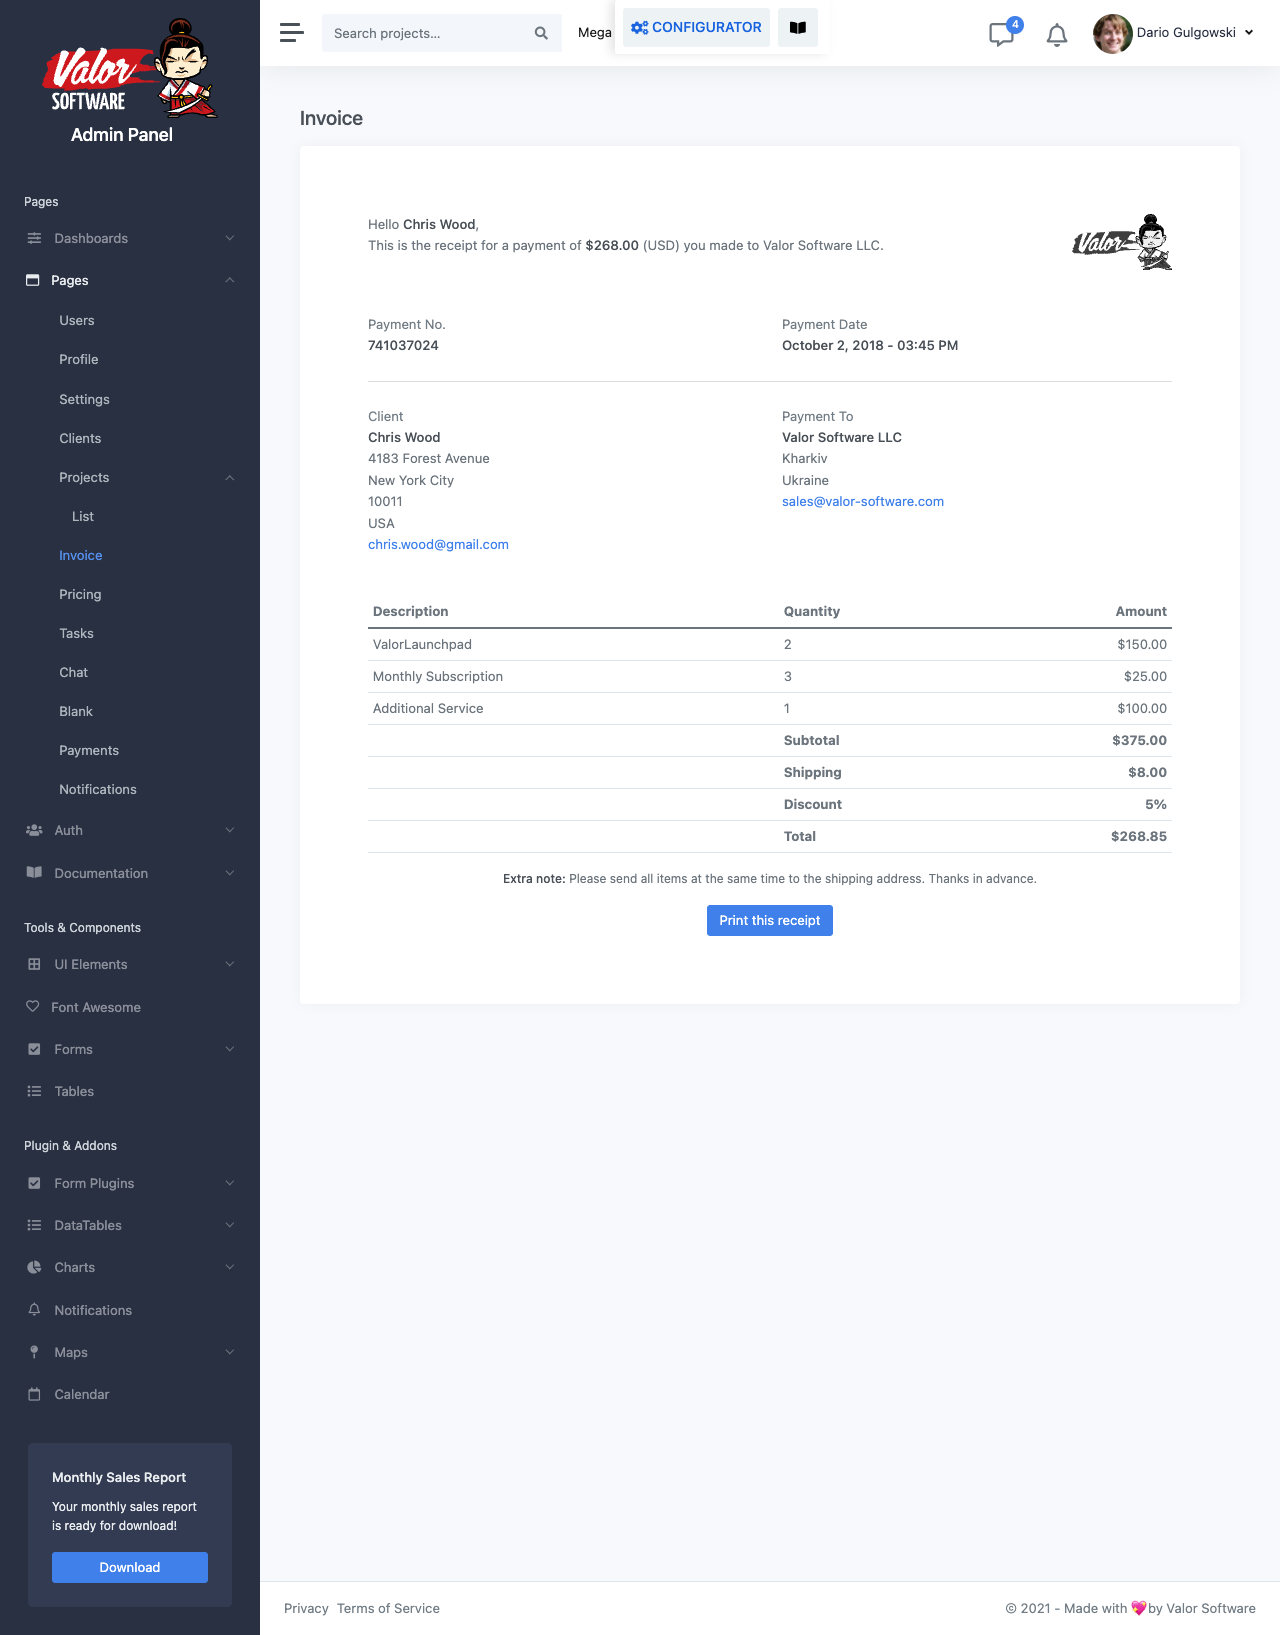 Valor
SOFTWARE
Admin Panel
Pages
Dashboards
Pages
Users
Profile
Settings
Clients
Projects
List
Invoice
Pricing
Tasks
Chat
Blank
Payments
Notifications
Auth
Documentation
Tools & Components
UI Elements
Font Awesome
Forms
Tables
Plugin & Addons
Form Plugins
DataTables
Charts
Notifications
Maps
Calendar
Monthly Sales Report
Your monthly sales report
is ready for download!
Download
Search projects...
Mega
CONFIGURATOR
4
Dario Gulgowski
Invoice
Hello Chris Wood,
This is the receipt for a payment of $268.00 (USD) you made to Valor Software LLC.
Valor
Payment No.
741037024
Payment Date
October 2, 2018 - 03:45 PM
Client
Chris Wood
4183 Forest Avenue
New York City
10011
USA
chris.wood@gmail.com
Payment To
Valor Software LLC
Kharkiv
Ukraine
sales@valor-software.com
Description Quantity Amount
ValorLaunchpad 2 $150.00
Monthly Subscription 3 $25.00
Additional Service 1 $100.00
Subtotal $375.00
Shipping $8.00
Discount 5%
Total $268.85
Extra note: Please send all items at the same time to the shipping address. Thanks in advance.
Print this receipt
Privacy Terms of Service
© 2021 - Made with 💖by Valor Software